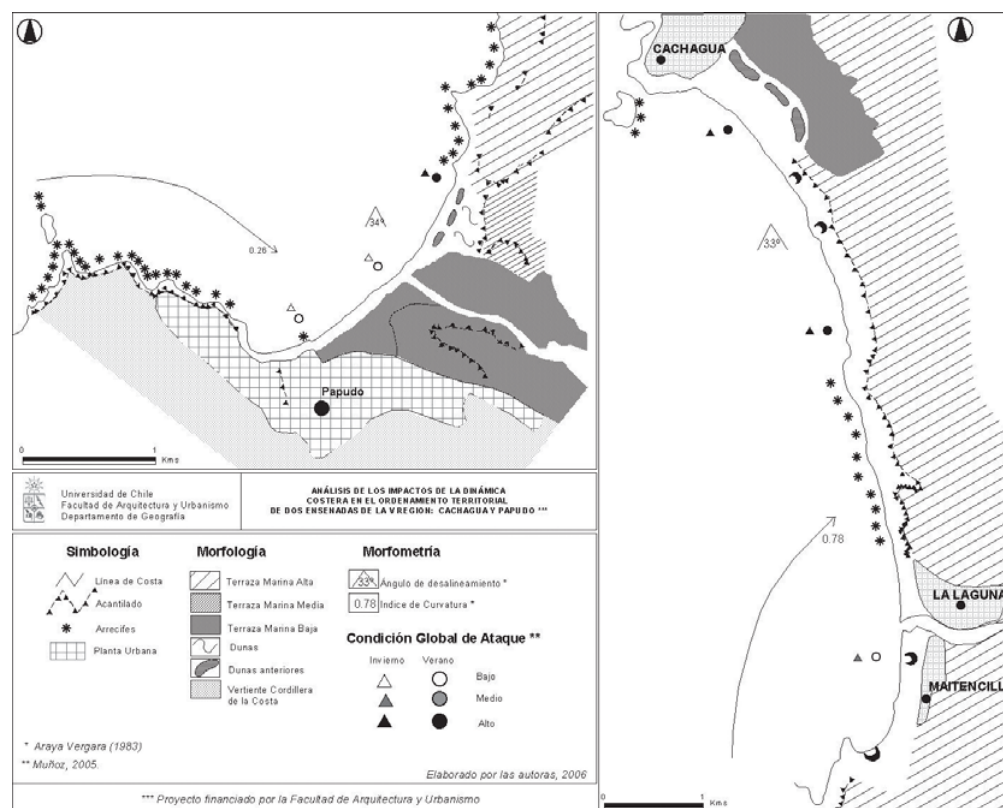 34º
0.26
Papudo
0 1
Kms
CACHAGUA
33º
0.78
LA LAGUNA
MAITENCILL
0 1
Kms
Universidad de Chile
Facultad de Arquitectura y Urbanismo
Departamento de Geografía
ANÁLISIS DE LOS IMPACTOS DE LA DINÁMICA
COSTERA EN EL ORDENAMIENTO TERRITORIAL
DE DOS ENSENADAS DE LA V REGION: CACHAGUA Y PAPUDO ***
Simbología
Línea de Costa
Acantilado
Arrecifes
Planta Urbana
Morfología
Terraza Marina Alta
Terraza Marina Media
Terraza Marina Baja
Dunas
Dunas anteriores
Vertiente Cordillera
de la Costa
Morfometría
33º Ángulo de desalineamiento *
0.78 Indice de Curvatura *
Condición Global de Ataque **
Invierno Verano
Bajo
Medio
Alto
* Araya Vergara (1983)
** Muñoz, 2005.
Elaborado por las autoras, 2006
*** Proyecto financiado por la Facultad de Arquitectura y Urbanismo